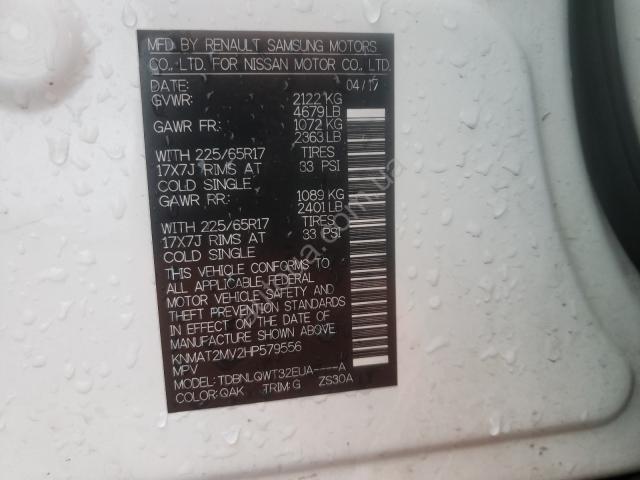 MFD BY RENAULT SAMSUNG MOTORS
CO., LTD. FOR NISSAN MOTOR CO., LTD.
DATE: 04/17
GVWR: 2122 KG
4679LB
GAWR FR: 1072 KG
2363 LB
WITH 225/65R17 TIRES
17X7J RIMS AT 33 PSI
COLD SINGLE
GAWR RR: 1089 KG
2401 LB
WITH 225/65R17 TIRES
17X7J RIMS AT 33 PSI
COLD SINGLE
THIS VEHICLE CONFORMS TO
ALL APPLICABLE FEDERAL
MOTOR VEHICLE SAFETY AND
THEFT PREVENTION STANDARDS
IN EFFECT ON THE DATE OF
MANUFACTURE SHOWN ABOVE
KNMAT2MV2HP579556
MPV
MODEL: TDBNLQWT32EUA----A
COLOR: QAK TRIM: G ZS30A